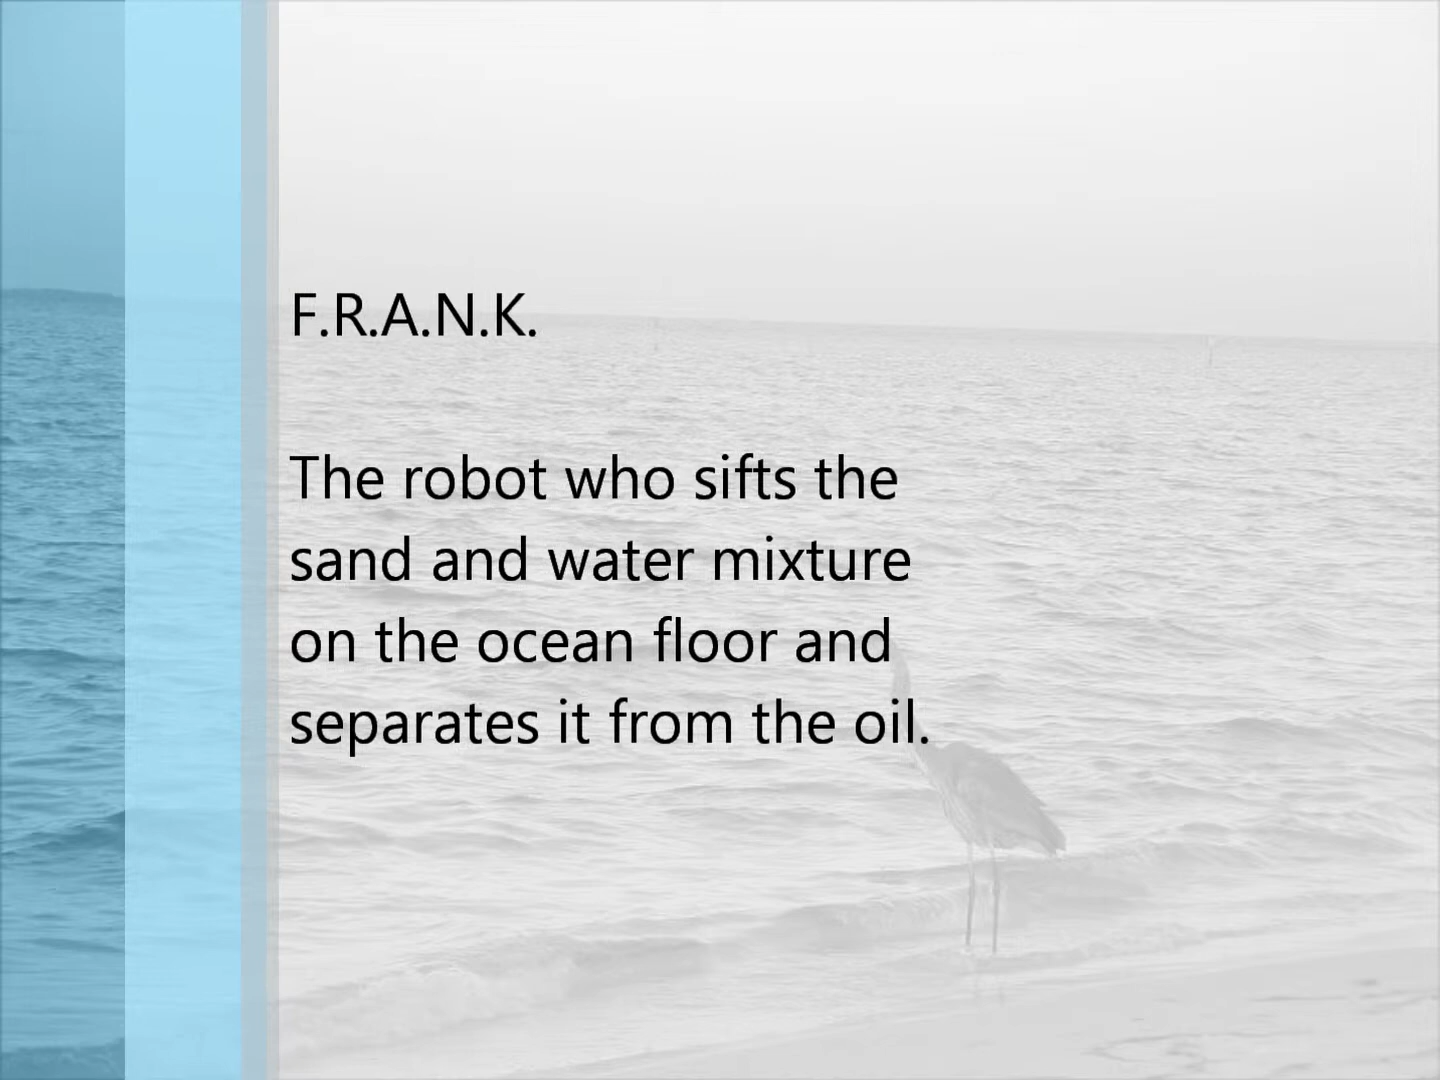 F.R.A.N.K.
The robot who sifts the
sand and water mixture
on the ocean floor and
separates it from the oil.